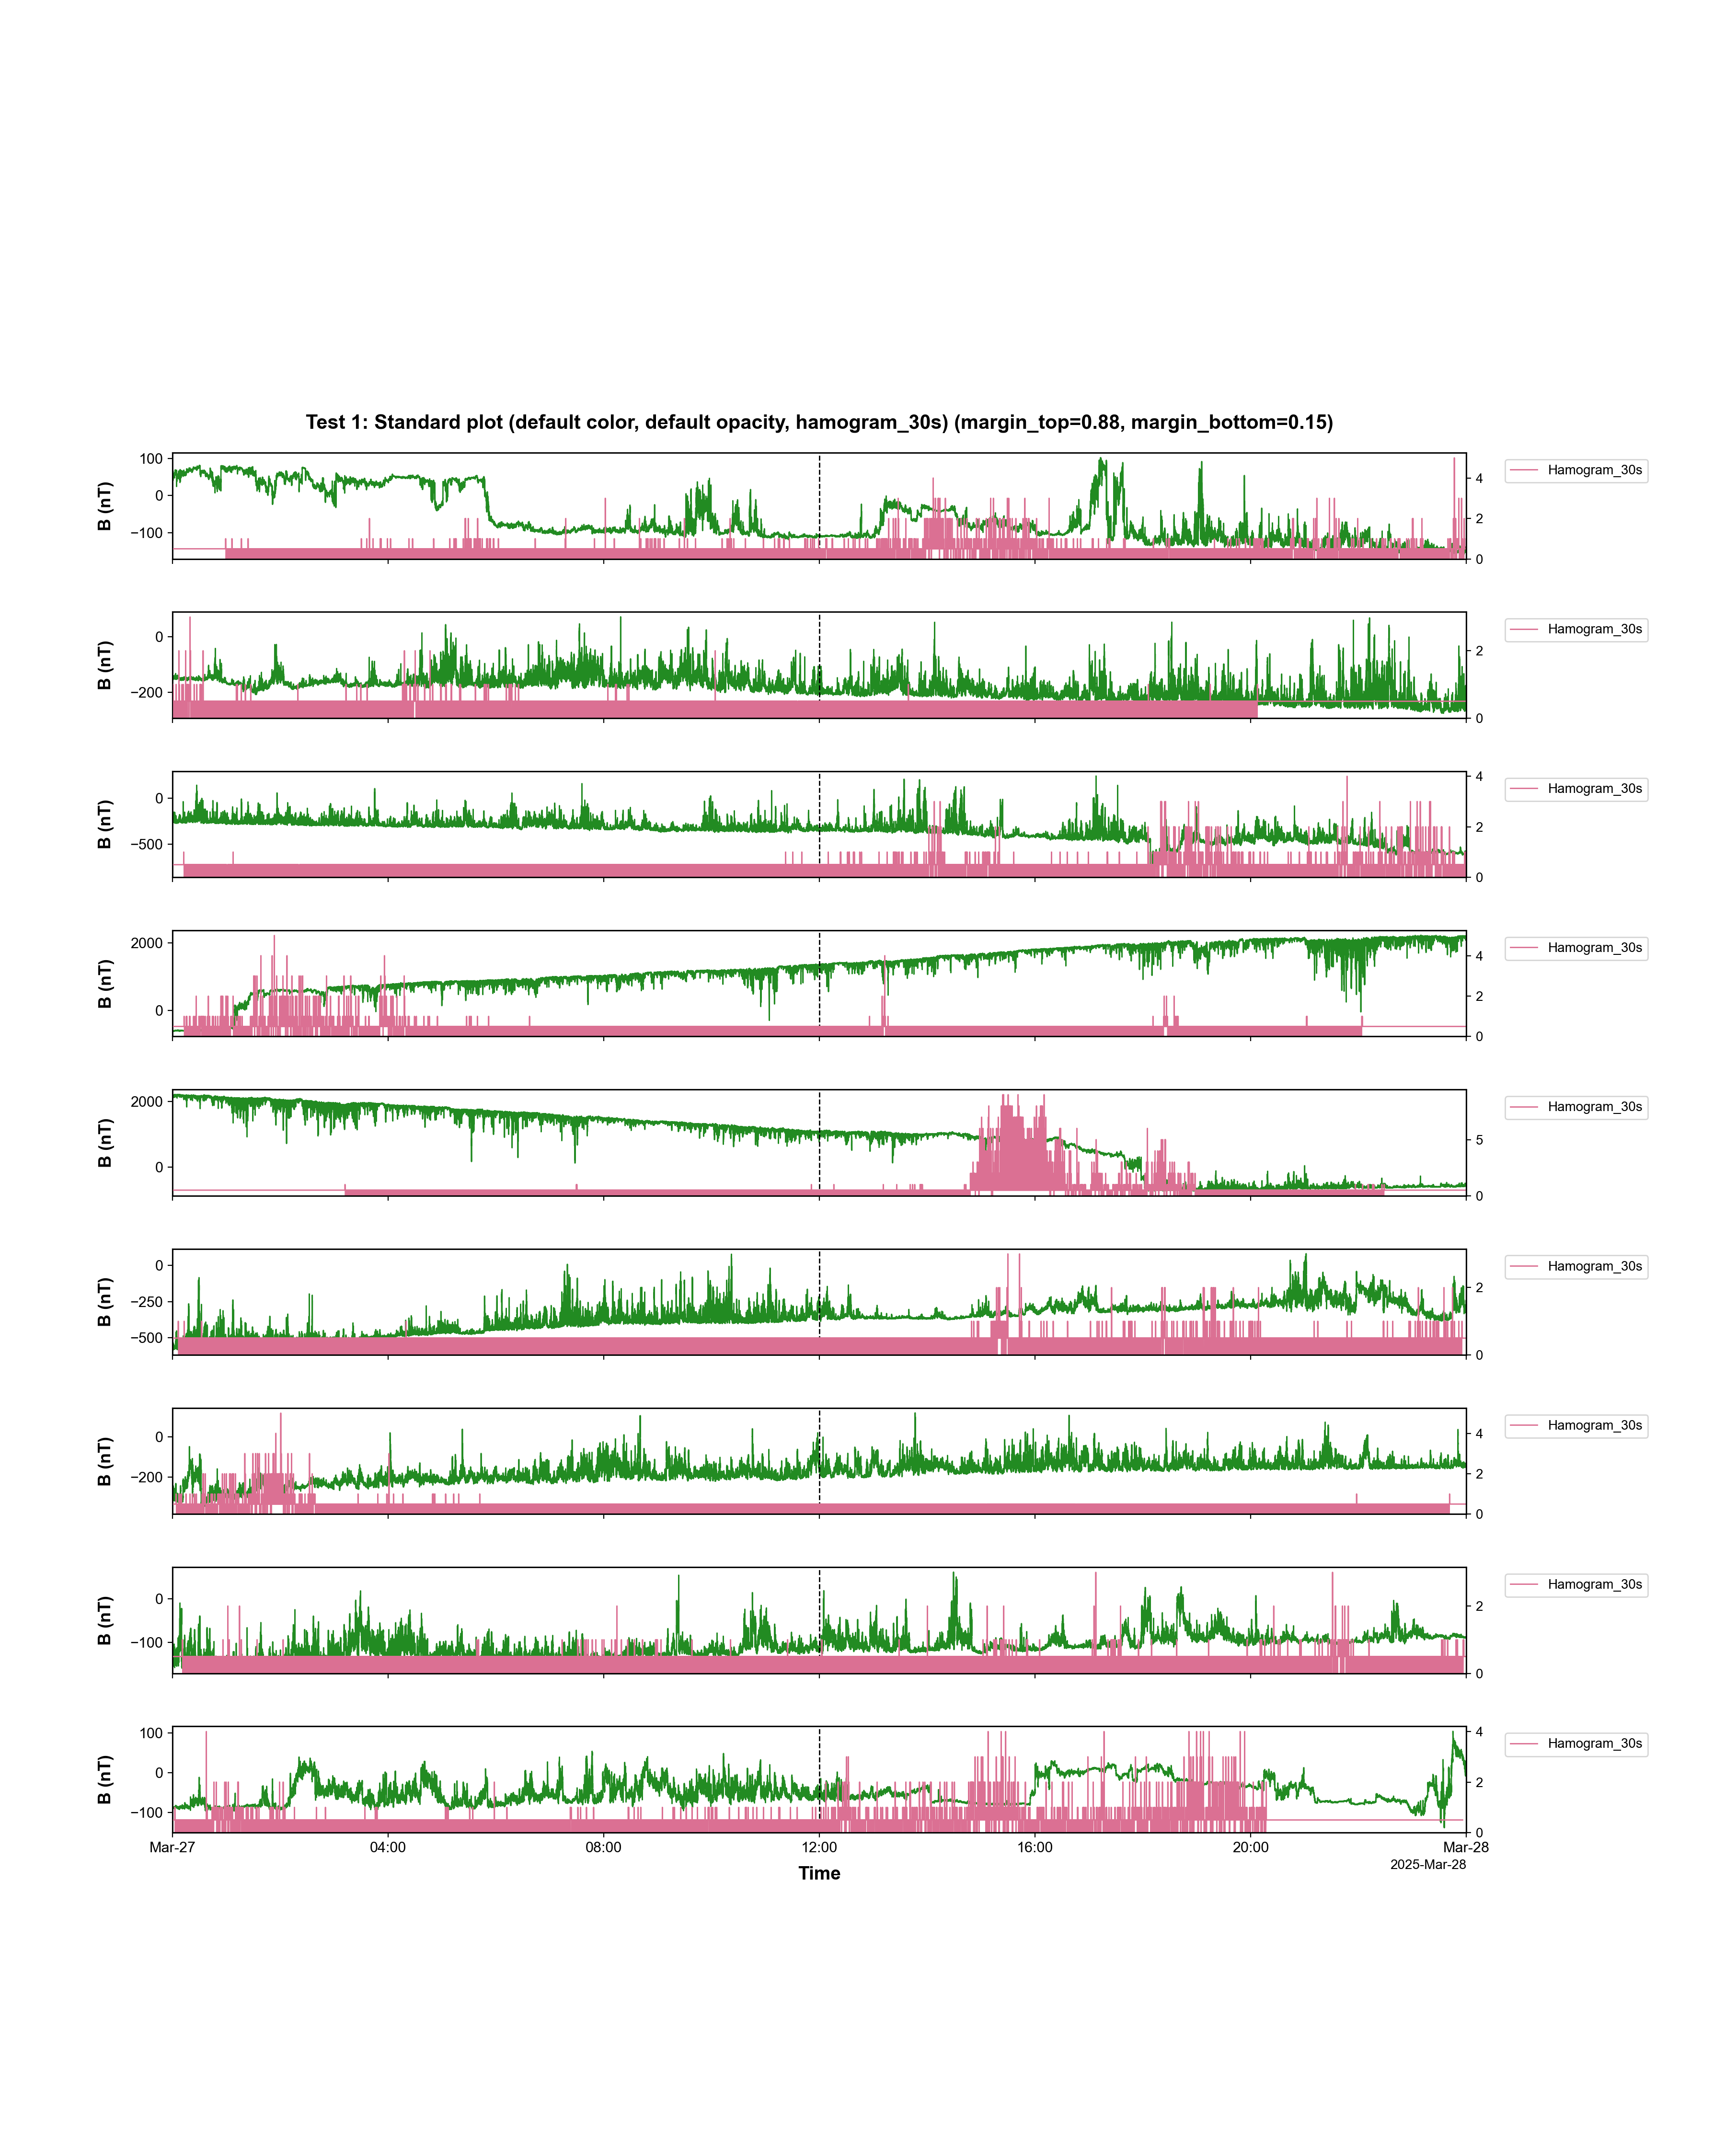 Test 1: Standard plot (default color, default opacity, hamogram_30s) (margin_top=0.88, margin_bottom=0.15)
100
0
−100
B (nT)
4
2
0
Hamogram_30s
0
−200
B (nT)
2
0
Hamogram_30s
0
−500
B (nT)
4
2
0
Hamogram_30s
2000
0
B (nT)
4
2
0
Hamogram_30s
2000
0
B (nT)
5
0
Hamogram_30s
0
−250
−500
B (nT)
2
0
Hamogram_30s
0
−200
B (nT)
4
2
0
Hamogram_30s
0
−100
B (nT)
2
0
Hamogram_30s
100
0
−100
B (nT)
4
2
0
Hamogram_30s
Mar-27 04:00 08:00 12:00 16:00 20:00 Mar-28
2025-Mar-28
Time